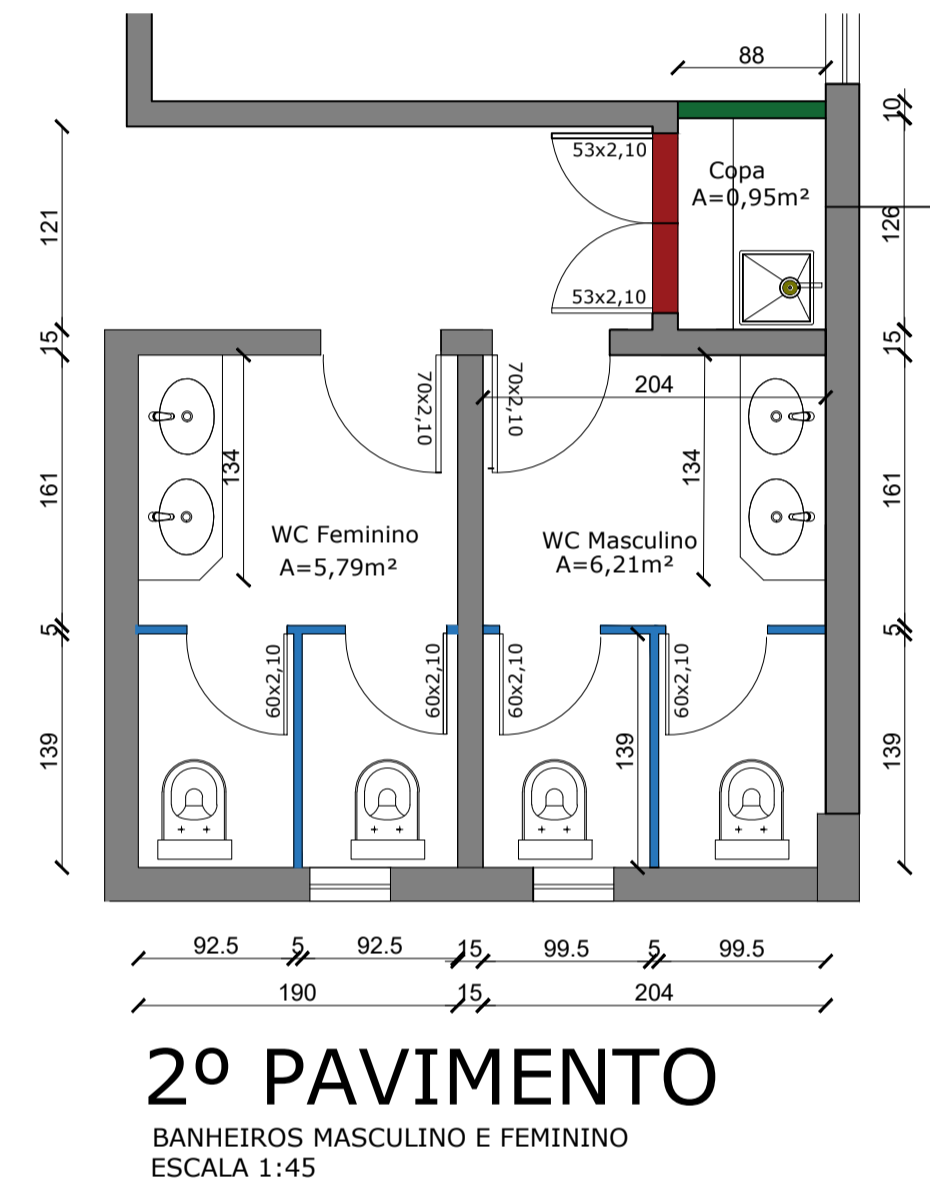 88
10
53x2,10
Copa
A=0,95m²
121
126
53x2,10
15
15
70x2,10
70x2,10
204
134
134
161
161
WC Feminino
A=5,79m²
WC Masculino
A=6,21m²
5
5
60x2,10
60x2,10
60x2,10
60x2,10
139
139
139
92.5
5
92.5
15
99.5
5
99.5
190
15
204
2º PAVIMENTO
BANHEIROS MASCULINO E FEMININO
ESCALA 1:45